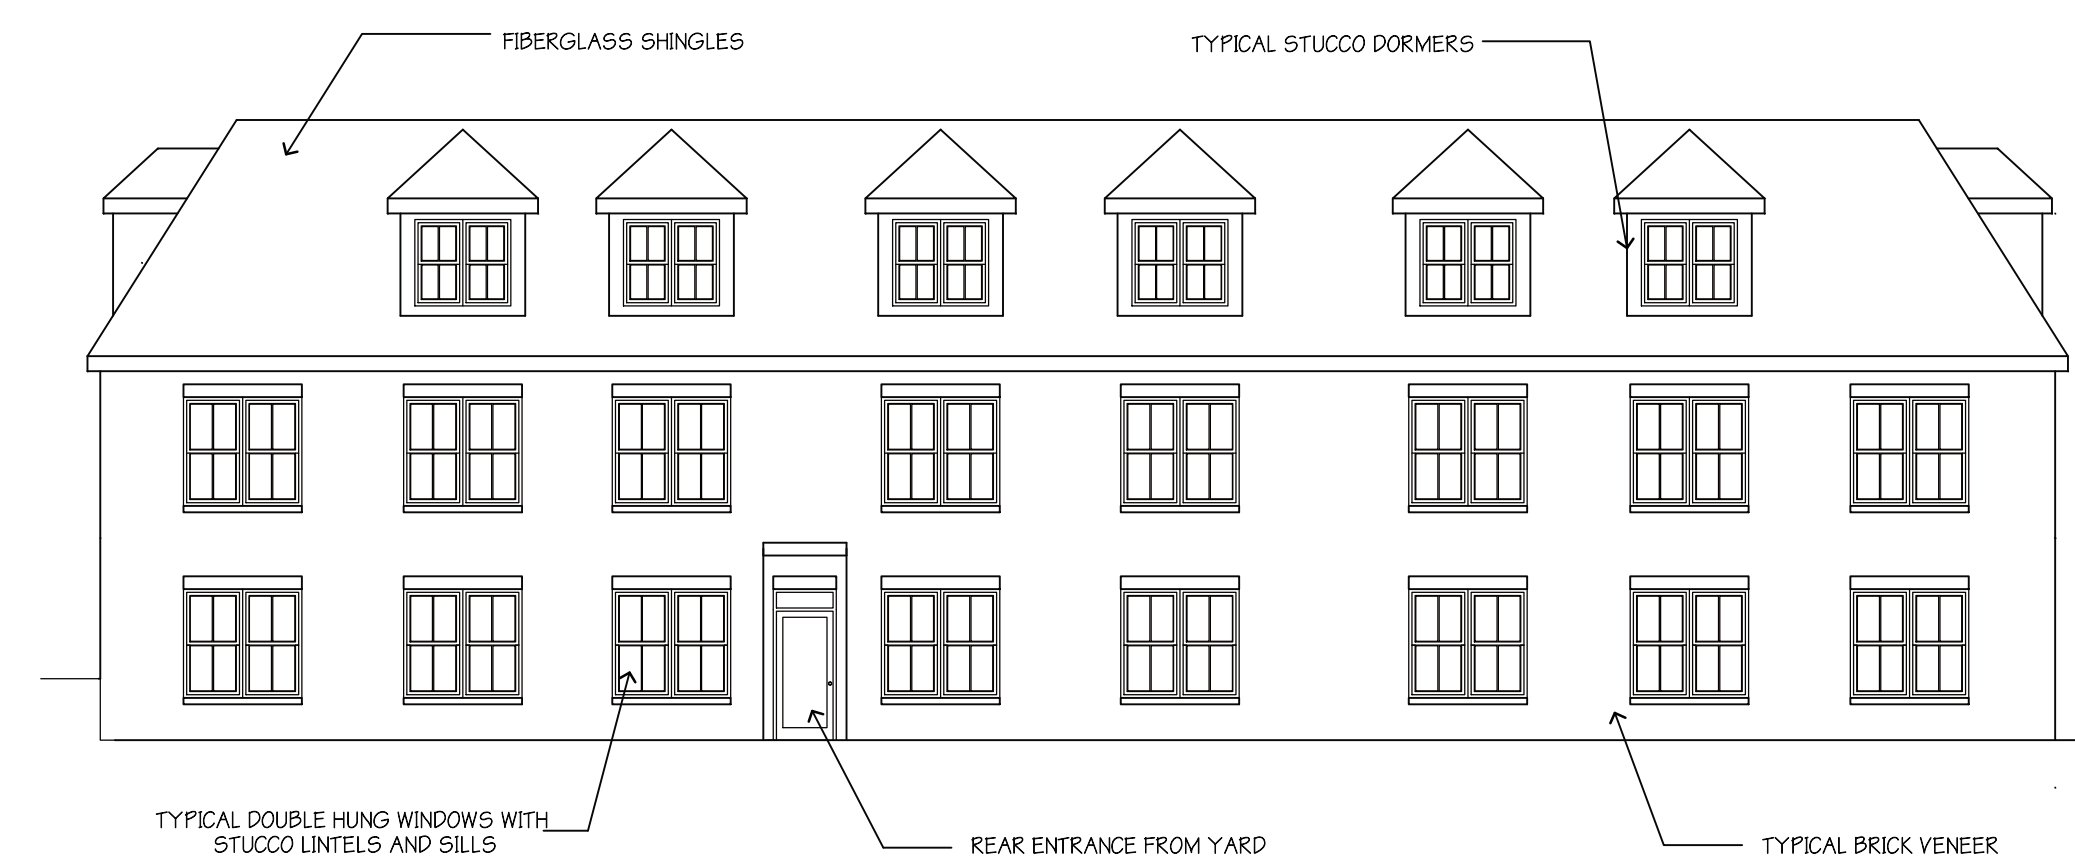 FIBERGLASS SHINGLES
TYPICAL STUCCO DORMERS
TYPICAL DOUBLE HUNG WINDOWS WITH
STUCCO LINTELS AND SILLS
REAR ENTRANCE FROM YARD
TYPICAL BRICK VENEER